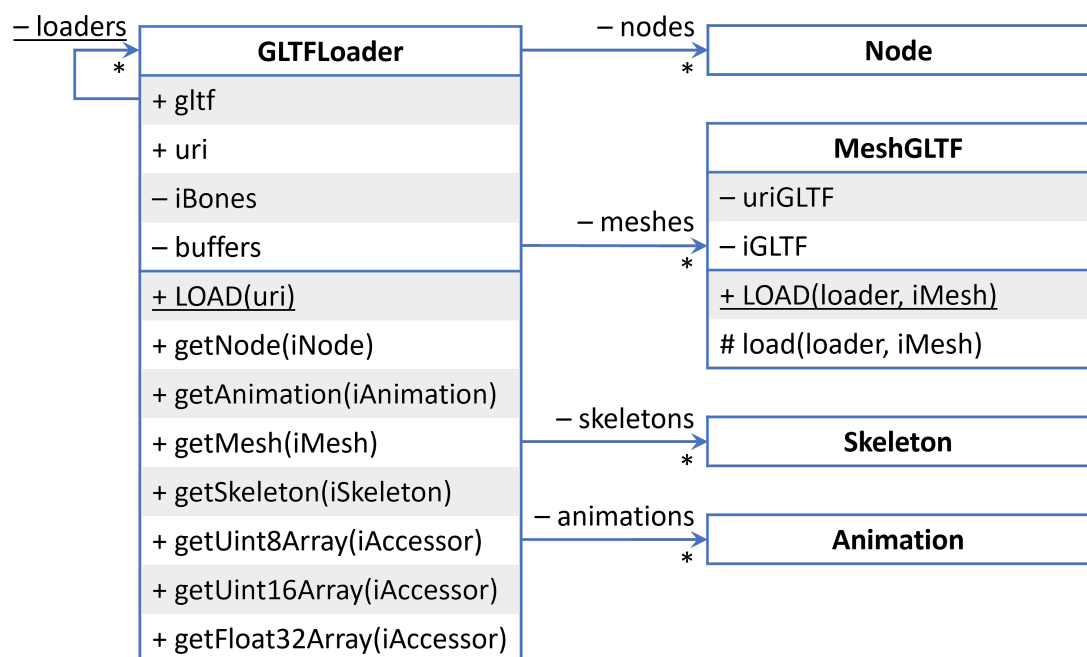 – loaders
*
GLTFLoader
+ gltf
+ uri
– iBones
– buffers
+ LOAD(uri)
+ getNode(iNode)
+ getAnimation(iAnimation)
+ getMesh(iMesh)
+ getSkeleton(iSkeleton)
+ getUint8Array(iAccessor)
+ getUint16Array(iAccessor)
+ getFloat32Array(iAccessor)
– nodes
*
Node
– meshes
*
MeshGLTF
– uriGLTF
– iGLTF
+ LOAD(loader, iMesh)
# load(loader, iMesh)
– skeletons
*
Skeleton
– animations
*
Animation